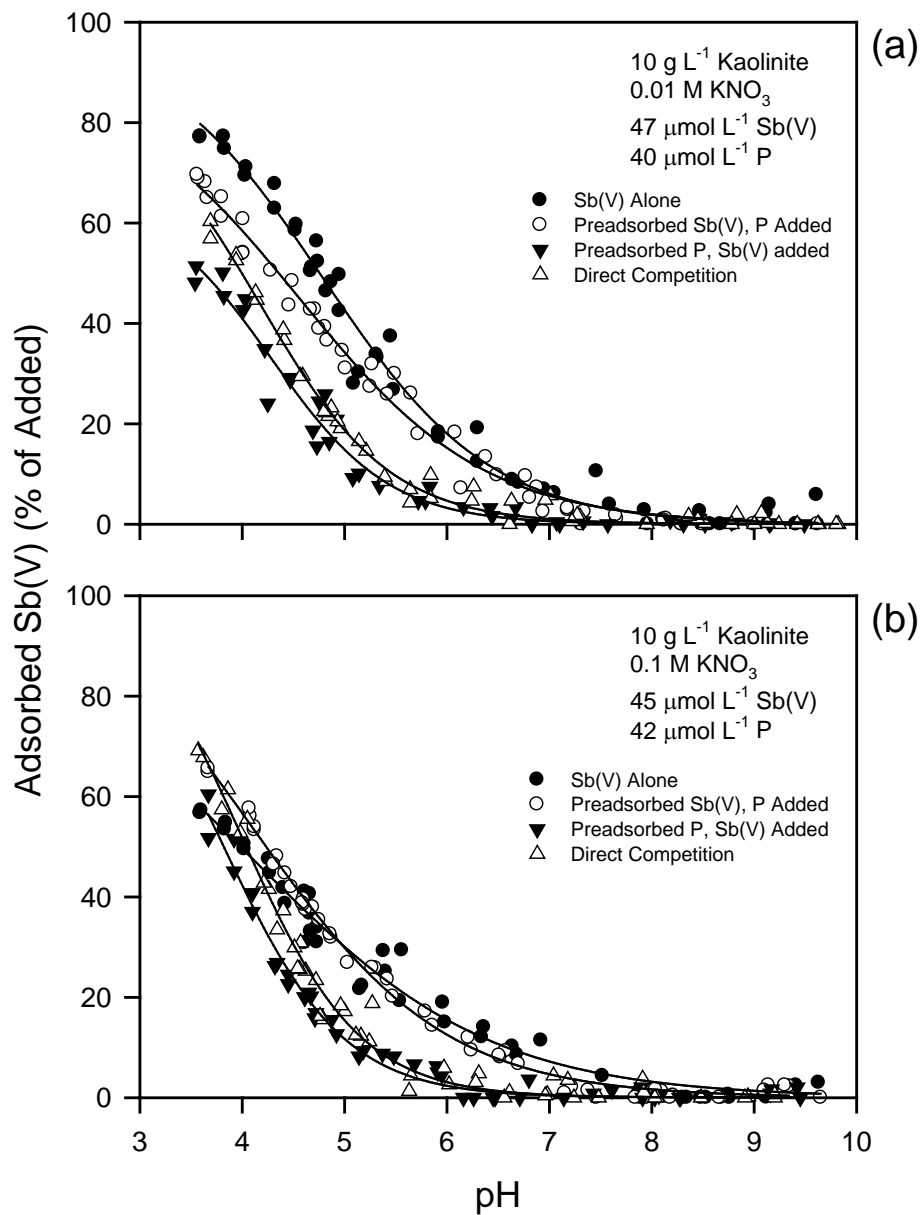 Adsorbed Sb(V) (% of Added)
(a)
100
80
60
40
20
0
10 g L-1 Kaolinite
0.01 M KNO3
47 μmol L-1 Sb(V)
40 μmol L-1 P
Sb(V) Alone
Preadsorbed Sb(V), P Added
Preadsorbed P, Sb(V) added
Direct Competition
(b)
100
80
60
40
20
0
10 g L-1 Kaolinite
0.1 M KNO3
45 μmol L-1 Sb(V)
42 μmol L-1 P
Sb(V) Alone
Preadsorbed Sb(V), P Added
Preadsorbed P, Sb(V) Added
Direct Competition
3 4 5 6 7 8 9 10
pH